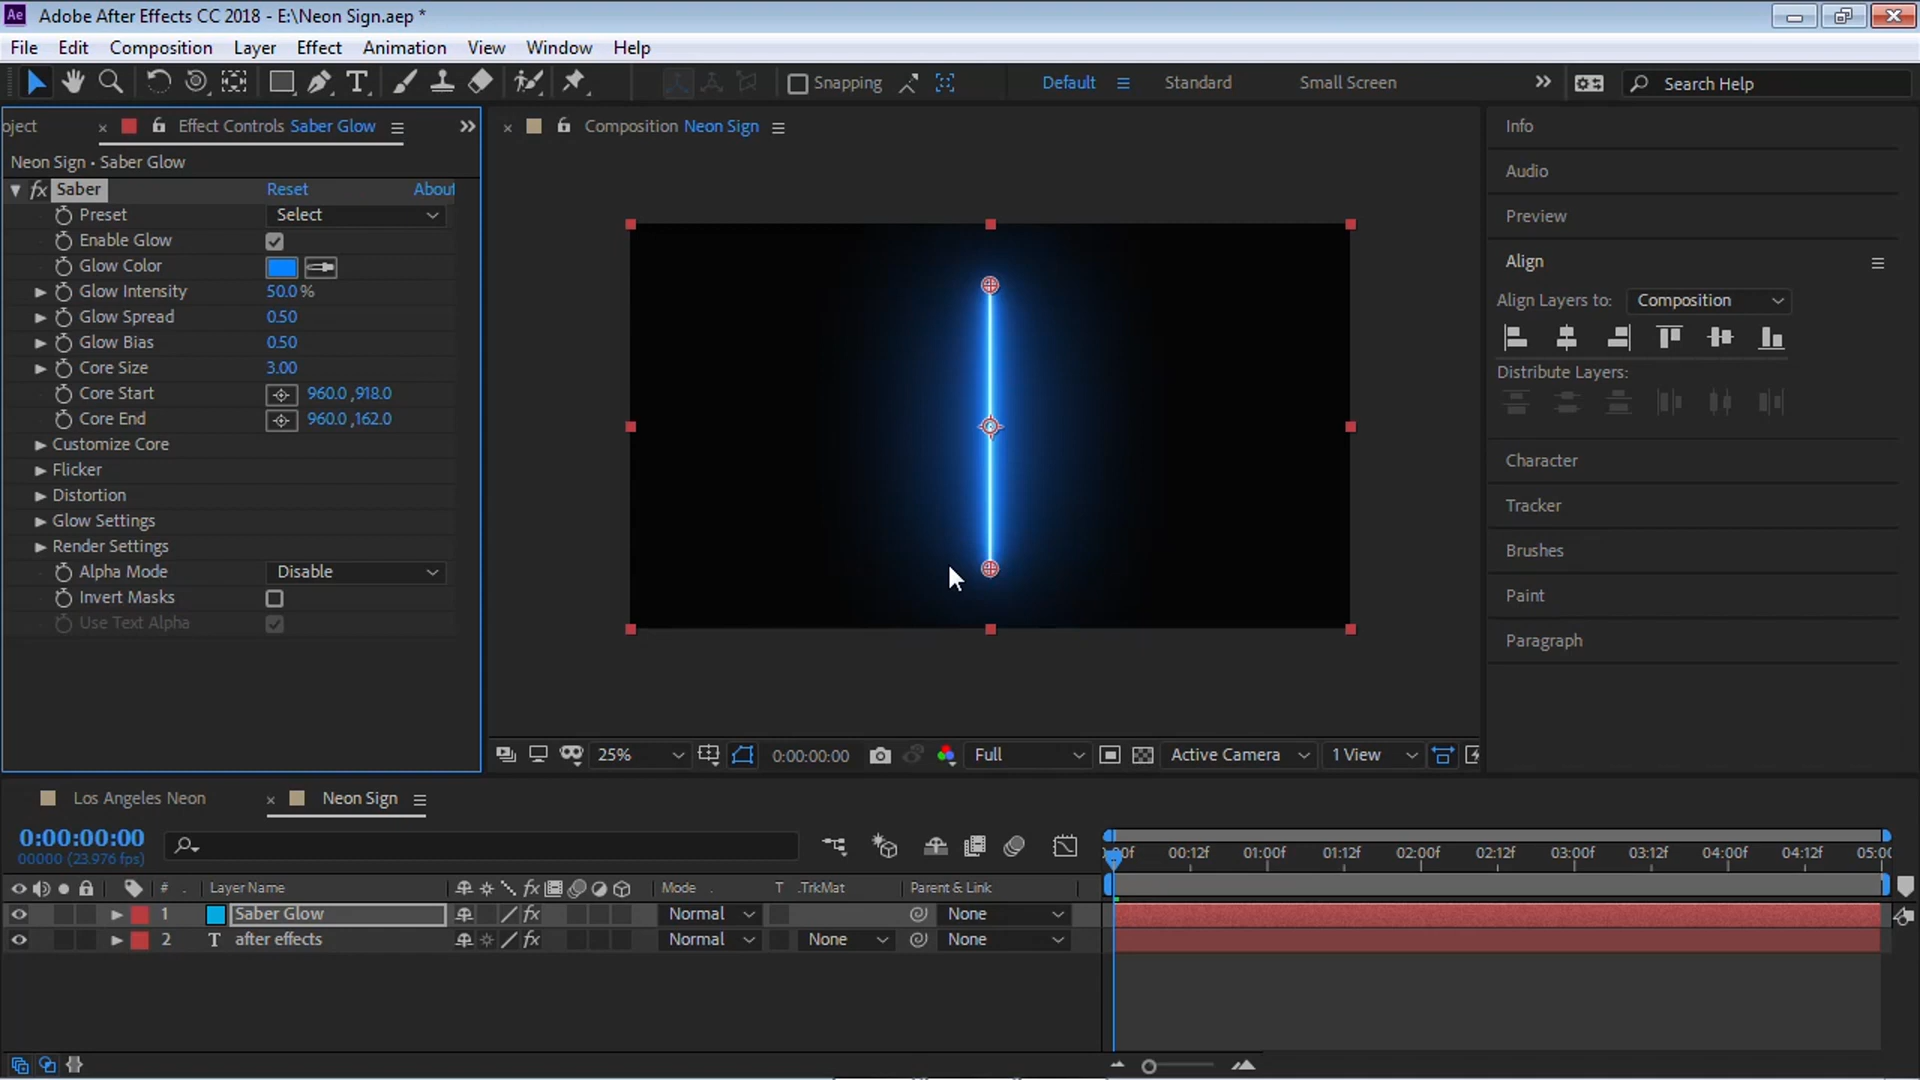 Ae Adobe After Effects CC 2018 - E:\Neon Sign.aep *
File Edit Composition Layer Effect Animation View Window Help
T Snapping Default Standard Small Screen Search Help
oject Effect Controls Saber Glow Composition Neon Sign Info
Neon Sign • Saber Glow
Audio
fx Saber Reset About
Preset Select
Preview
Enable Glow
Glow Color
Align
Glow Intensity 50.0 %
Align Layers to: Composition
Glow Spread 0.50
Glow Bias 0.50
Core Size 3.00
Distribute Layers:
Core Start 960.0 ,918.0
Core End 960.0 ,162.0
Customize Core
Character
Flicker
Distortion
Tracker
Glow Settings
Render Settings
Brushes
Alpha Mode Disable
Invert Masks
Paint
Use Text Alpha
Paragraph
25% 0:00:00:00 Full Active Camera 1 View
Los Angeles Neon Neon Sign
0:00:00:00
00000 (23.976 fps)
00f 00:12f 01:00f 01:12f 02:00f 02:12f 03:00f 03:12f 04:00f 04:12f 05:00
# . Layer Name fx Mode . T .TrkMat Parent & Link
1 Saber Glow fx Normal None
2 T after effects fx Normal None None